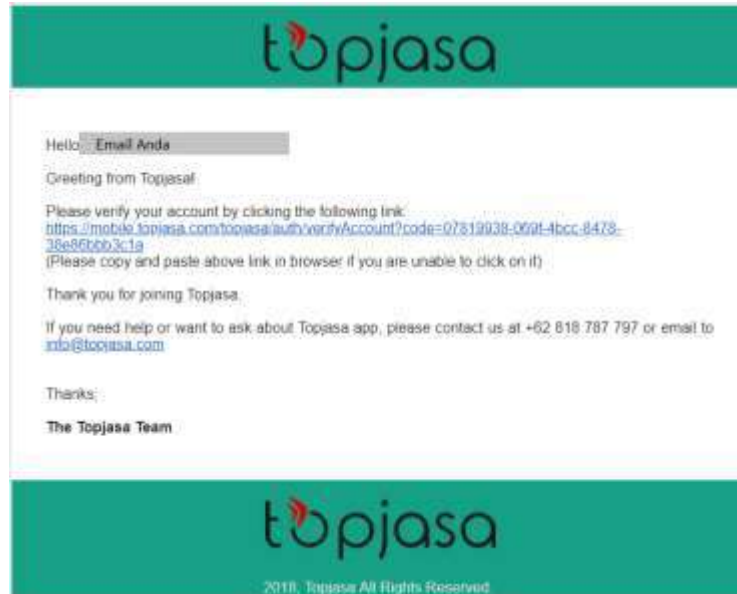 topjasa
Hello Email Anda
Greeting from Topjasa!
Please verify your account by clicking the following link:
https://mobile.topjasa.com/topjasa/auth/verifyAccount?code=07819938-069f-4bcc-8478-
38e86bbb3c1a
(Please copy and paste above link in browser if you are unable to click on it)
Thank you for joining Topjasa.
If you need help or want to ask about Topjasa app, please contact us at +62 818 787 797 or email to
info@topjasa.com
Thanks,
The Topjasa Team
topjasa
2018, Topjasa All Rights Reserved.